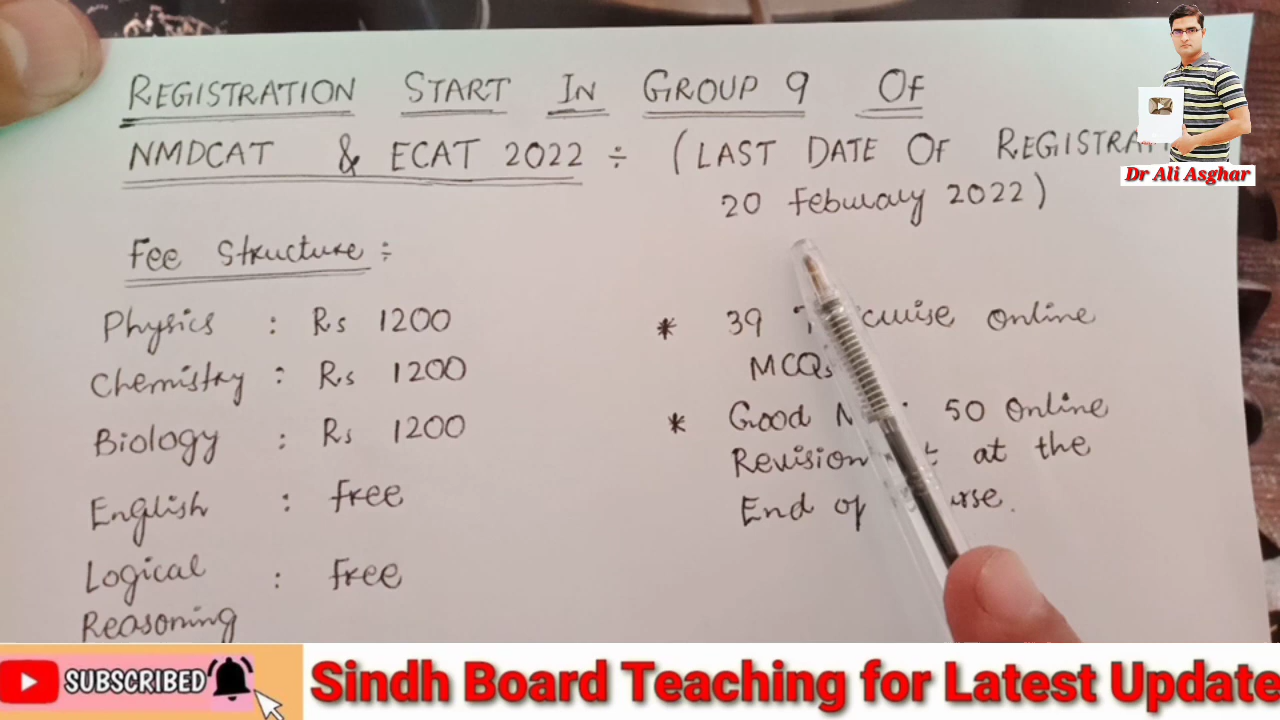 REGISTRATION START IN GROUP 9 OF
NMDCAT & ECAT 2022 ÷ (LAST DATE OF
20 Febuuary 2022)
Fee Structure ÷
Physics : Rs 1200
Chemistry : Rs 1200
Biology : Rs 1200
English : free
Logical : free
Reasoning
* 39 online
MCQs
* Good 50 online
Revision at the
End of
Dr Ali Asghar
SUBSCRIBED
Sindh Board Teaching for Latest Update